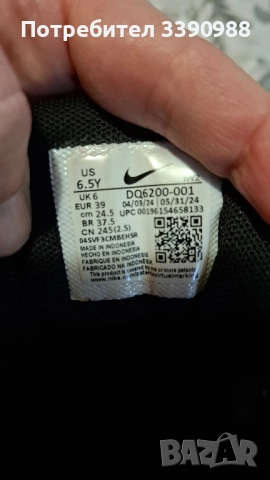 Потребител 3390988
US
6.5Y
UK 6
EUR 39
cm 24.5
BR 37.5
CN 245(2.5)
04SVF3CMBEHSR
MADE IN INDONESIA
HECHO EN INDONESIA
FABRIQUE EN INDONESIE
FABRICADO NA INDONESIA
DQ6200-001
04/03/24 05/31/24
UPC 00196154658133
БАЗАР